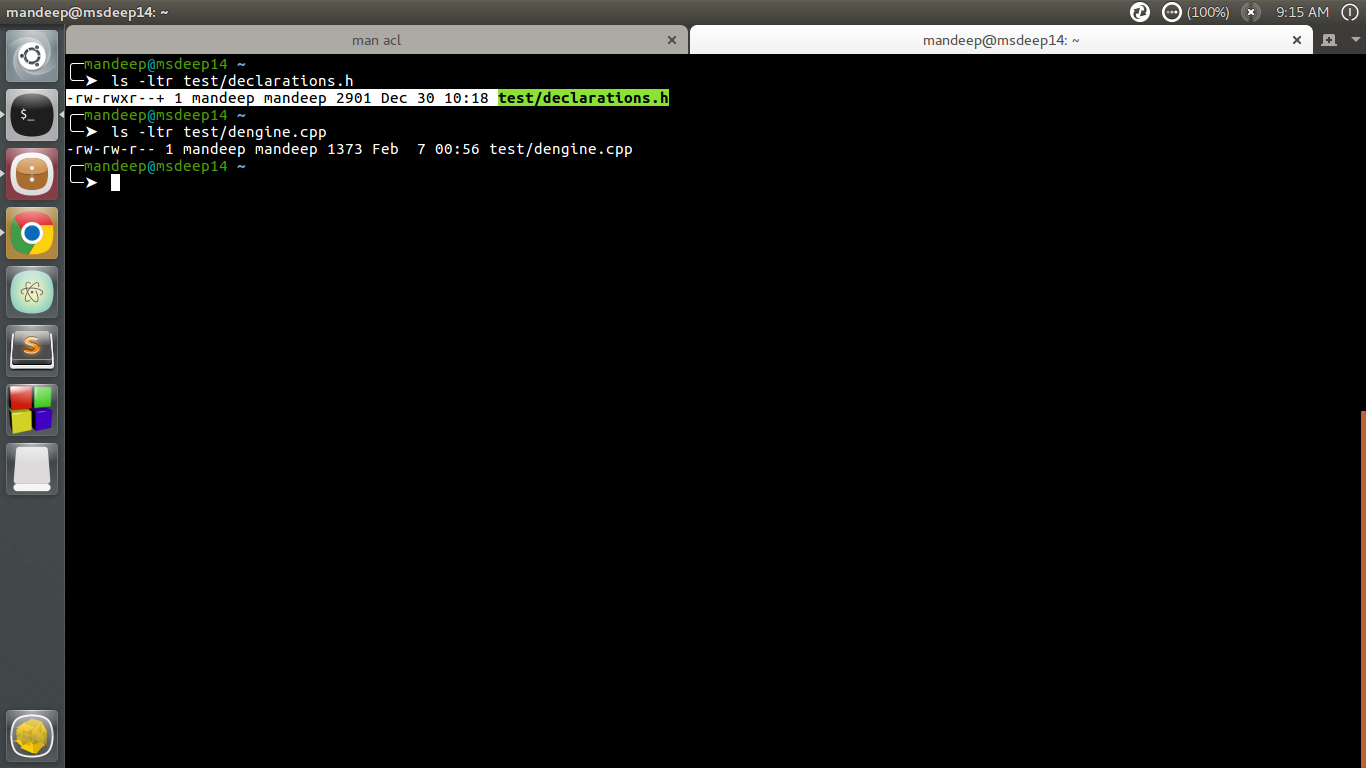 mandeep@msdeep14: ~
(100%)
9:15 AM
man acl
mandeep@msdeep14: ~
mandeep@msdeep14 ~
➤ ls -ltr test/declarations.h
-rw-rwxr--+ 1 mandeep mandeep 2901 Dec 30 10:18 test/declarations.h
mandeep@msdeep14 ~
➤ ls -ltr test/dengine.cpp
-rw-rw-r-- 1 mandeep mandeep 1373 Feb  7 00:56 test/dengine.cpp
mandeep@msdeep14 ~
➤
$_
S